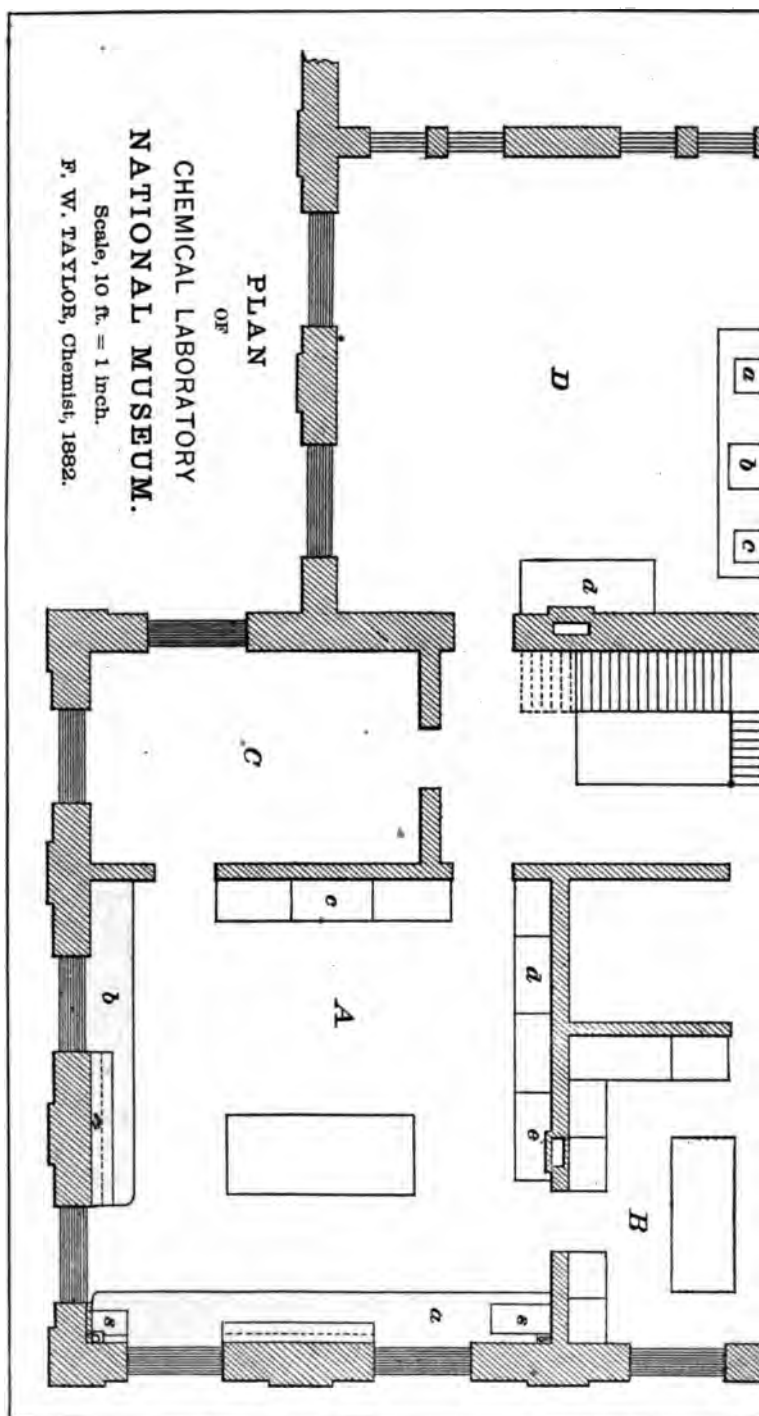 PLAN
OF
CHEMICAL LABORATORY
NATIONAL MUSEUM.
Scale, 10 ft. = 1 inch.
F. W. TAYLOR, Chemist, 1882.
D
a
b
c
d
C
c
A
d
b
e
B
a
s
s